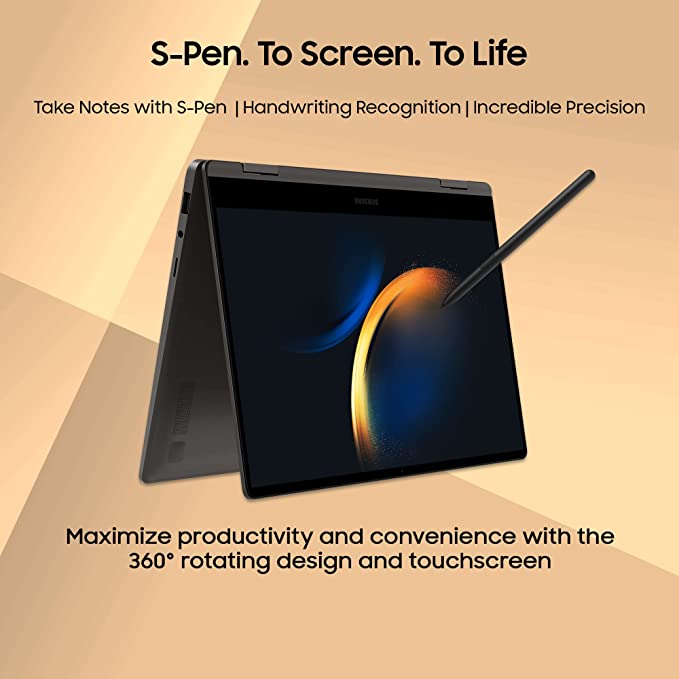 S-Pen. To Screen. To Life
Take Notes with S-Pen | Handwriting Recognition | Incredible Precision
SAMSUNG
Maximize productivity and convenience with the
360° rotating design and touchscreen